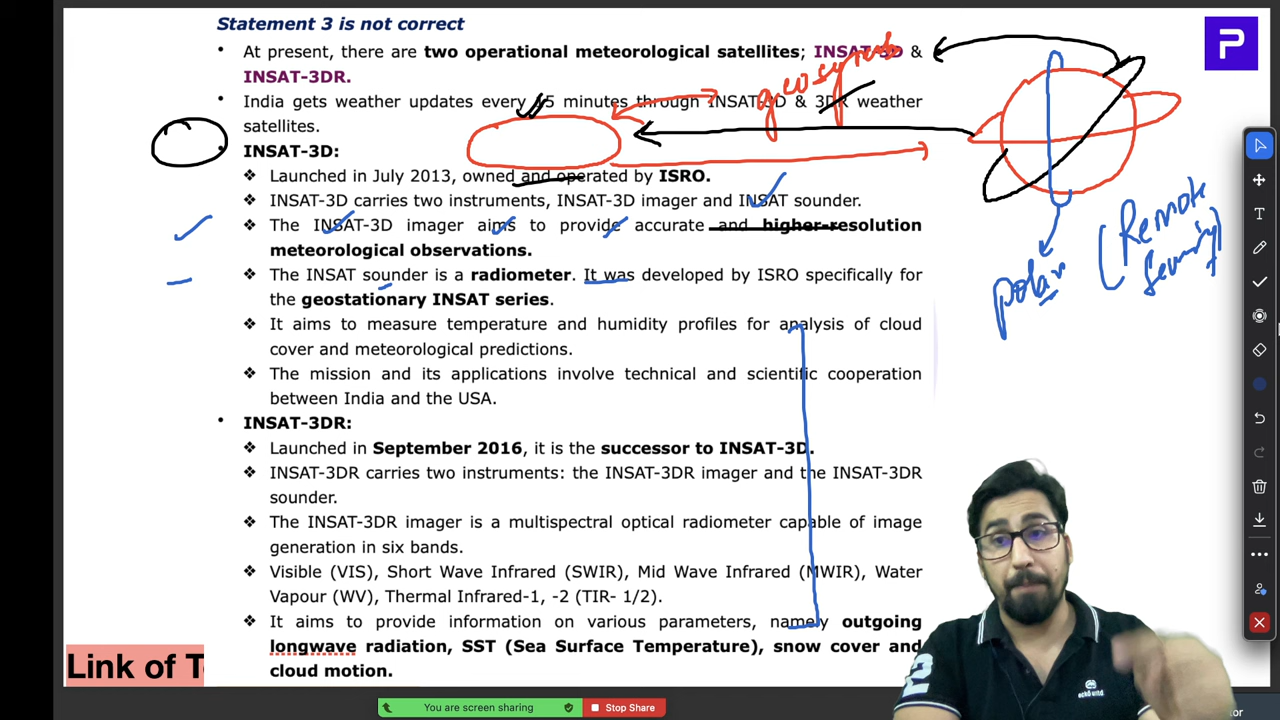 Statement 3 is not correct
• At present, there are two operational meteorological satellites; INSAT-3D &
INSAT-3DR.
• India gets weather updates every 15 minutes through INSAT-3D & 3DR weather
satellites.
INSAT-3D:
❖ Launched in July 2013, owned and operated by ISRO.
❖ INSAT-3D carries two instruments, INSAT-3D imager and INSAT sounder.
❖ The INSAT-3D imager aims to provide accurate and higher-resolution
meteorological observations.
❖ The INSAT sounder is a radiometer. It was developed by ISRO specifically for
the geostationary INSAT series.
❖ It aims to measure temperature and humidity profiles for analysis of cloud
cover and meteorological predictions.
❖ The mission and its applications involve technical and scientific cooperation
between India and the USA.
• INSAT-3DR:
❖ Launched in September 2016, it is the successor to INSAT-3D.
❖ INSAT-3DR carries two instruments: the INSAT-3DR imager and the INSAT-3DR
sounder.
❖ The INSAT-3DR imager is a multispectral optical radiometer capable of image
generation in six bands.
❖ Visible (VIS), Short Wave Infrared (SWIR), Mid Wave Infrared (MWIR), Water
Vapour (WV), Thermal Infrared-1, -2 (TIR- 1/2).
❖ It aims to provide information on various parameters, namely outgoing
longwave radiation, SST (Sea Surface Temperature), snow cover and
cloud motion.
P
polar
(Remote
Link of T
You are screen sharing
Stop Share
tor